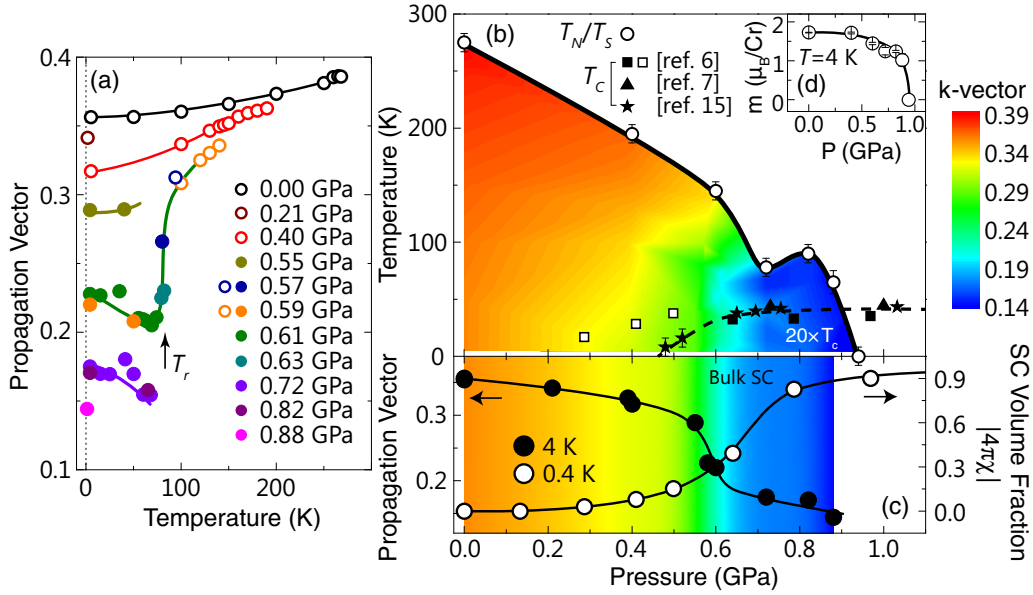 (a)
Propagation Vector
0.4
0.3
0.2
0.1
0
100
200
Temperature (K)
T_r
0.00 GPa
0.21 GPa
0.40 GPa
0.55 GPa
0.57 GPa
0.59 GPa
0.61 GPa
0.63 GPa
0.72 GPa
0.82 GPa
0.88 GPa
(b)
Temperature (K)
300
200
100
0
T_N/T_S
T_C
[ref. 6]
[ref. 7]
[ref. 15]
20×T_c
(d)
T=4 K
m (μ_B/Cr)
2
1
0
0.0
0.5
1.0
P (GPa)
k-vector
0.39
0.34
0.29
0.24
0.19
0.14
(c)
Bulk SC
4 K
0.4 K
Propagation Vector
0.3
0.2
0.9
0.6
0.3
0.0
SC Volume Fraction
|4πχ|
0.0
0.2
0.4
0.6
0.8
1.0
Pressure (GPa)